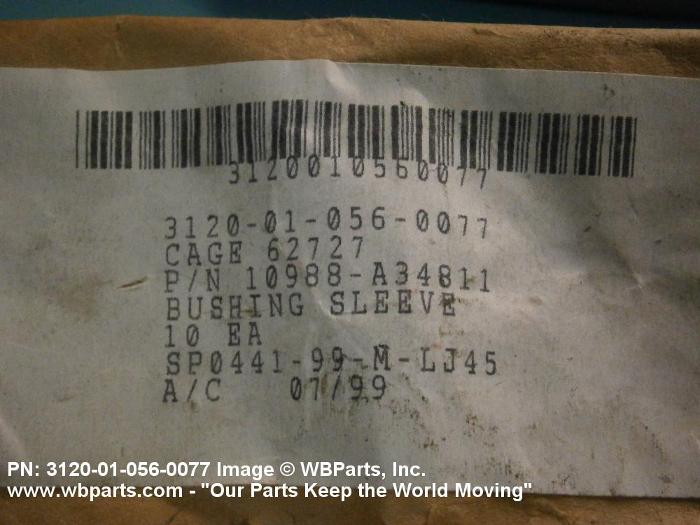 3120010560077
3120-01-056-0077
CAGE 62727
P/N 10988-A34811
BUSHING SLEEVE
10 EA
SP0441-99-M-LJ45
A/C 07/99
PN: 3120-01-056-0077 Image © WBParts, Inc.
www.wbparts.com - "Our Parts Keep the World Moving"